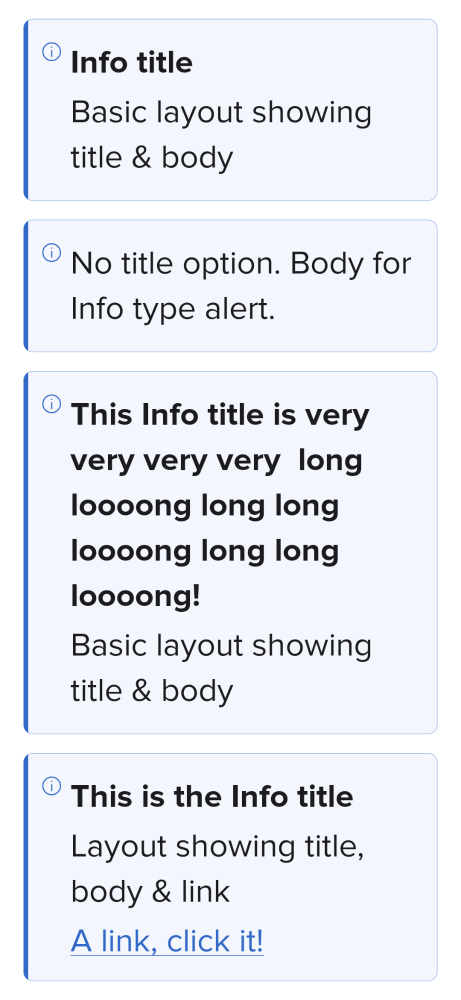 Info title
Basic layout showing
title & body
No title option. Body for
Info type alert.
This Info title is very
very very very  long
loooong long long
loooong long long
loooong!
Basic layout showing
title & body
This is the Info title
Layout showing title,
body & link
A link, click it!